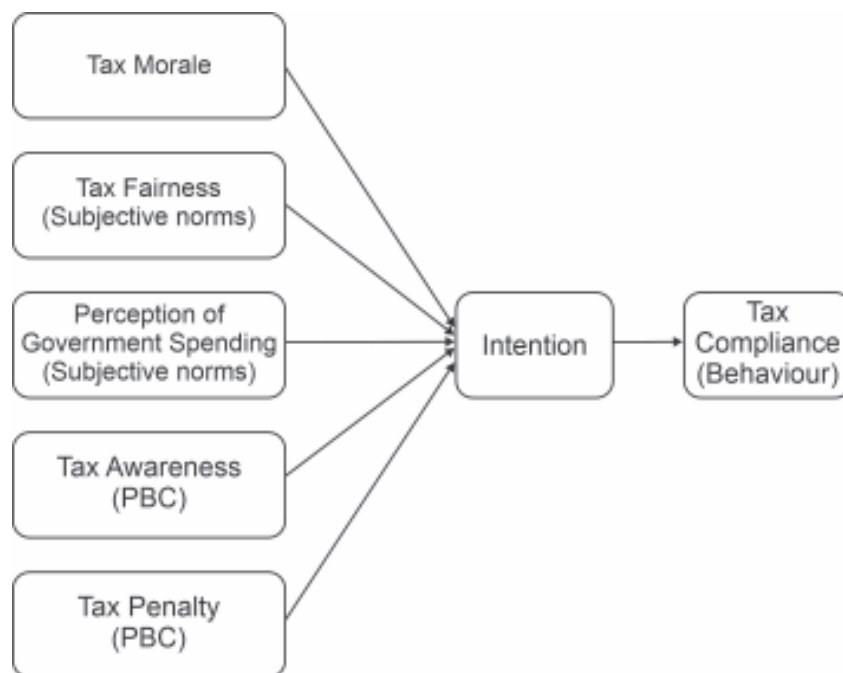 Tax Morale
Tax Fairness
(Subjective norms)
Perception of
Government Spending
(Subjective norms)
Tax Awareness
(PBC)
Tax Penalty
(PBC)
Intention
Tax
Compliance
(Behaviour)